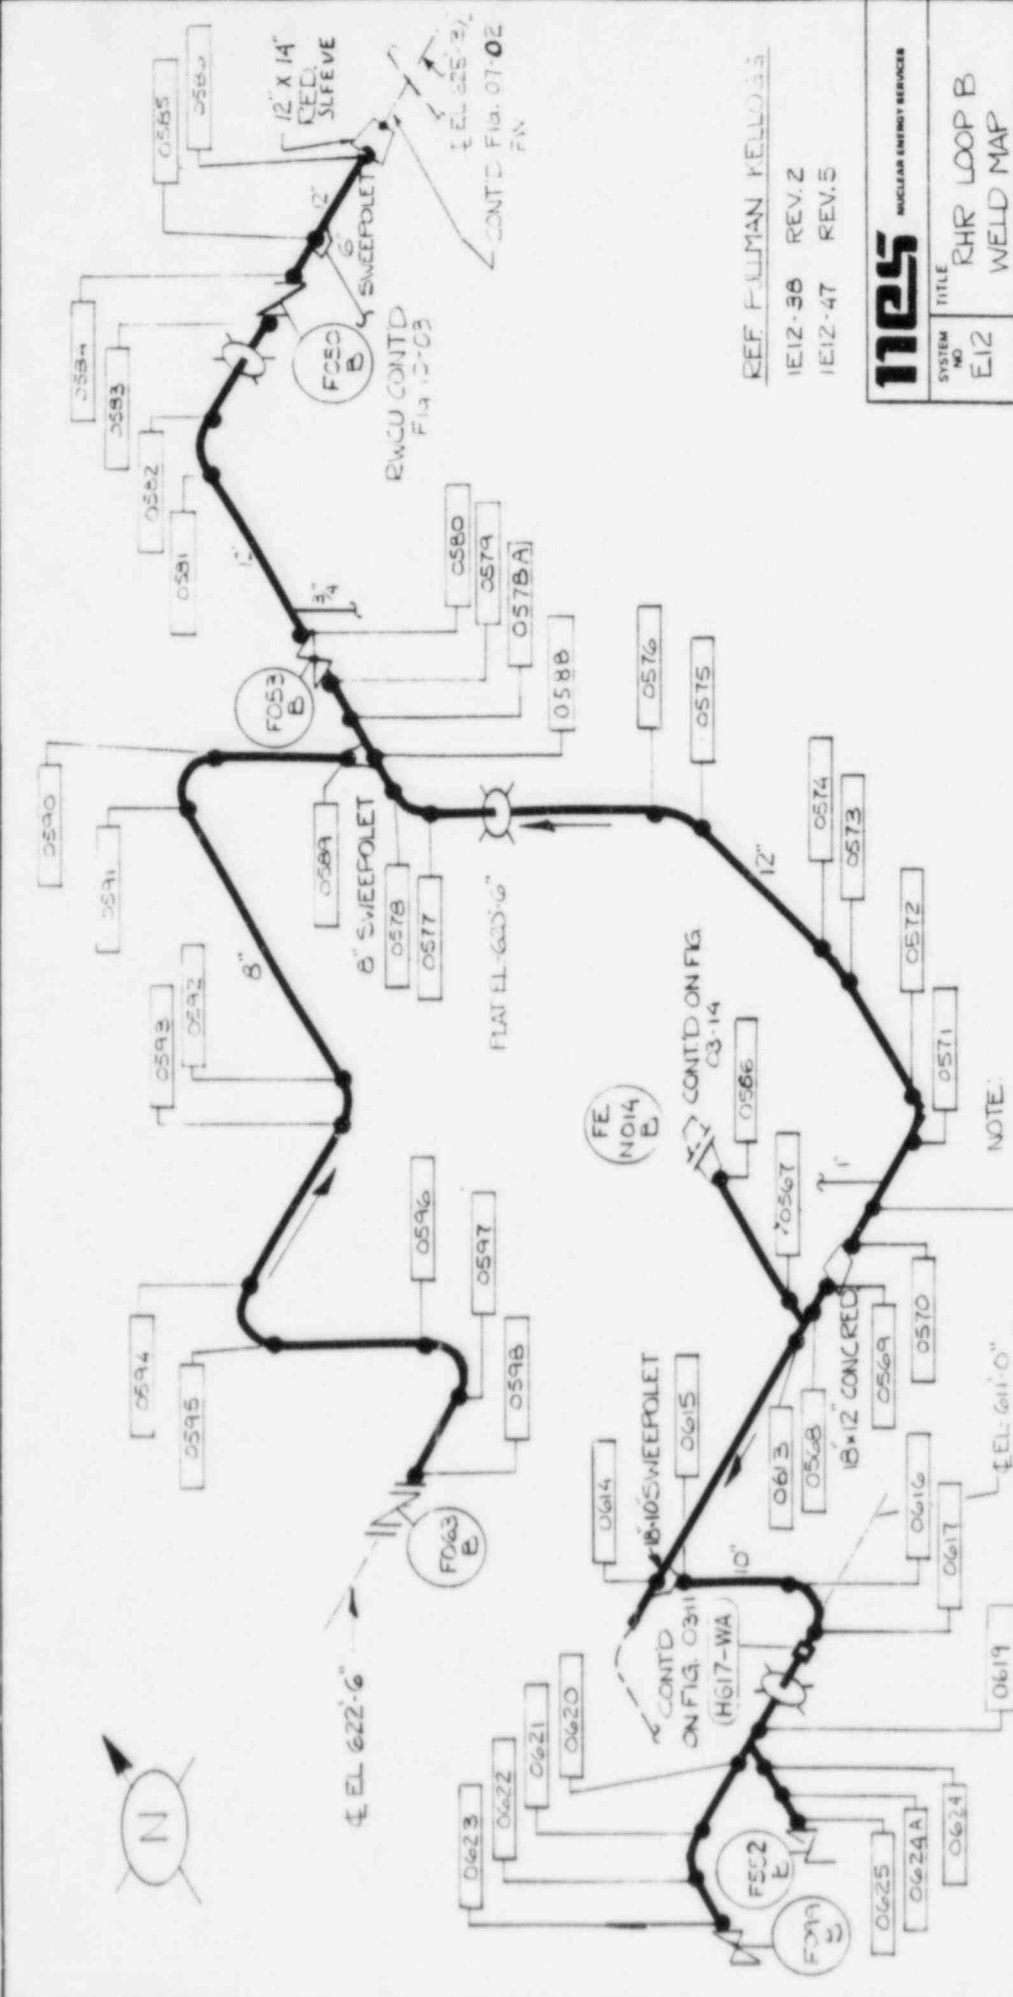 0585
0586
12" X 14"
RED.
SLEEVE
12"
6"
SWEEPOLET
CONT'D FIG. 07-02
0584
0583
F050
B
RWCU CONT'D
Fig 10-03
0582
0581
12"
3/4"
0580
0579
0578A
0588
F053
B
0590
0591
0589
8" SWEEPOLET
0578
0577
0576
0575
8"
FLAT EL. 620'-6"
12"
0574
0573
0572
0571
0593
0592
FE
N014
B
CONT'D ON FIG.
03-14
0566
0567
1"
NOTE:
0594
0595
0596
0597
0598
F063
B
0613
0568
18"x12" CONC RED.
0569
0570
0614
18"-10" SWEEPOLET
0615
10"
0616
0617
℄ EL. 611'-0"
CONT'D
ON FIG. 0311
HG17-WA
0619
N
℄ EL 622'-6"
0623
0622
0621
0620
F552
F099
B
0625
0624A
0624
REF. PULLMAN KELLOGG
1E12-38 REV. 2
1E12-47 REV. 5
nes NUCLEAR ENERGY SERVICES
SYSTEM
NO
E12
TITLE
RHR LOOP B
WELD MAP